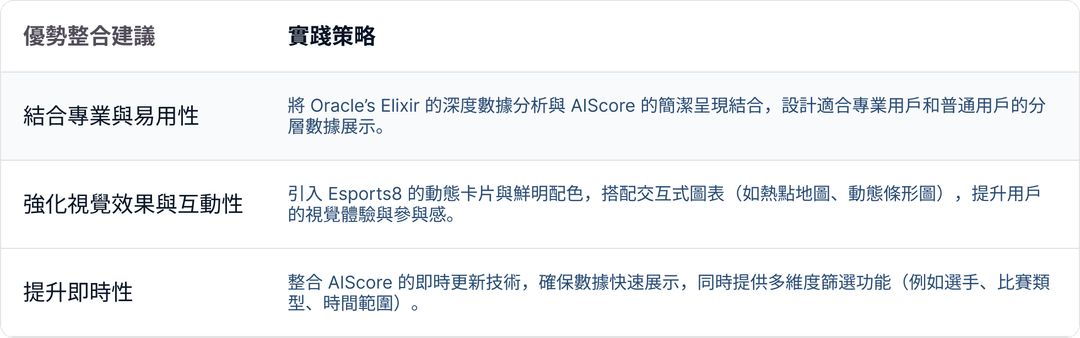 優勢整合建議 實踐策略
結合專業與易用性
將 Oracle’s Elixir 的深度數據分析與 AIScore 的簡潔呈現結合，設計適合專業用戶和普通用戶的分
層數據展示。
強化視覺效果與互動性
引入 Esports8 的動態卡片與鮮明配色，搭配交互式圖表（如熱點地圖、動態條形圖），提升用戶
的視覺體驗與參與感。
提升即時性
整合 AIScore 的即時更新技術，確保數據快速展示，同時提供多維度篩選功能（例如選手、比賽類
型、時間範圍）。